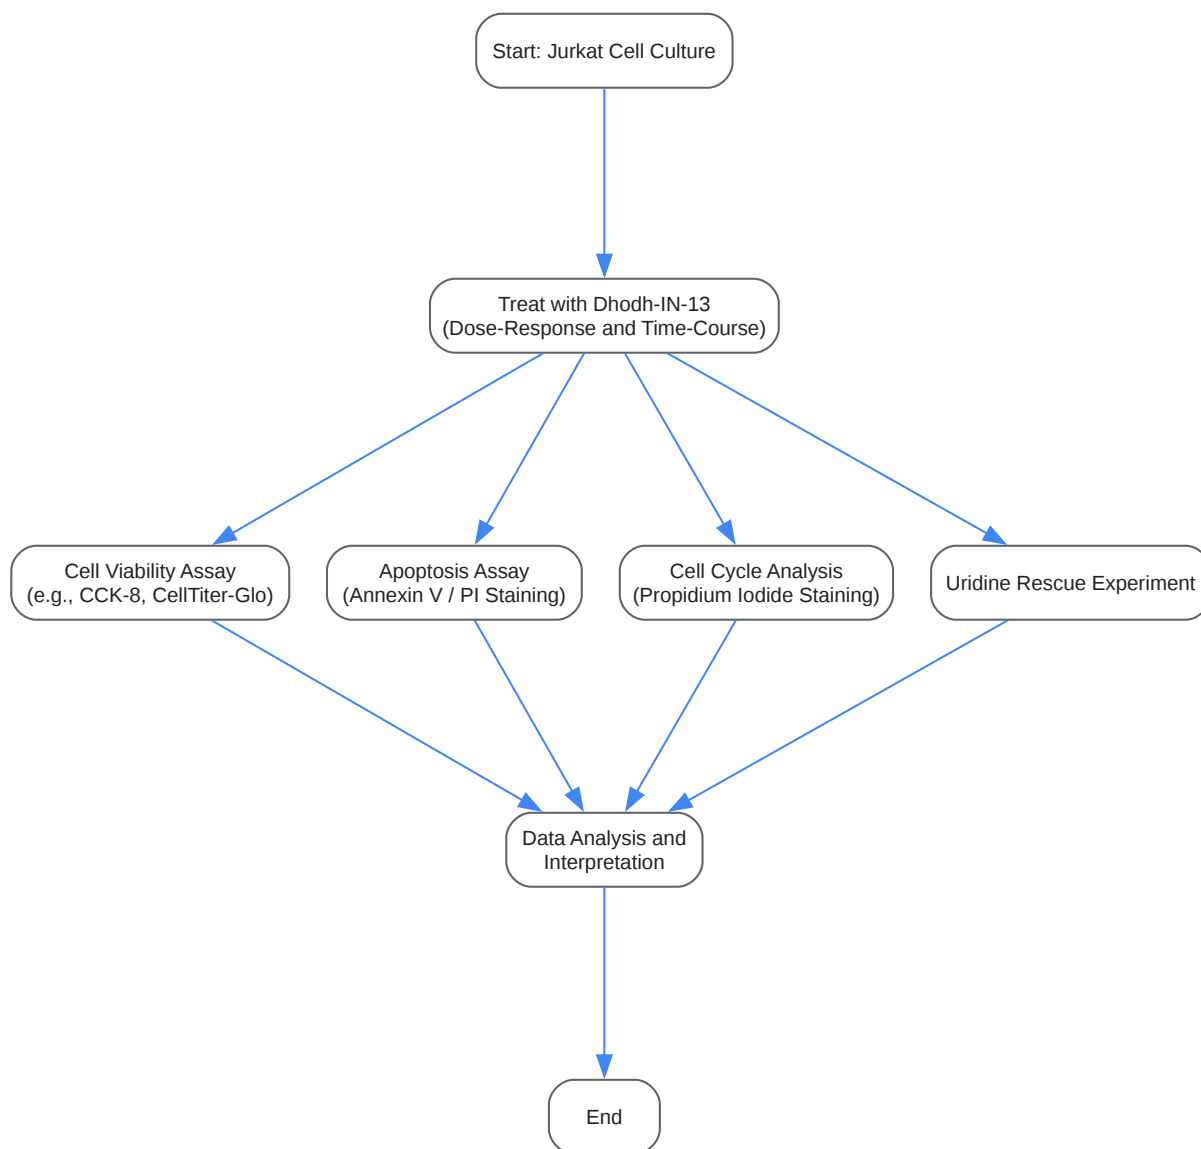 Start: Jurkat Cell Culture
Treat with Dhodh-IN-13
(Dose-Response and Time-Course)
Cell Viability Assay
(e.g., CCK-8, CellTiter-Glo)
Apoptosis Assay
(Annexin V / PI Staining)
Cell Cycle Analysis
(Propidium Iodide Staining)
Uridine Rescue Experiment
Data Analysis and
Interpretation
End